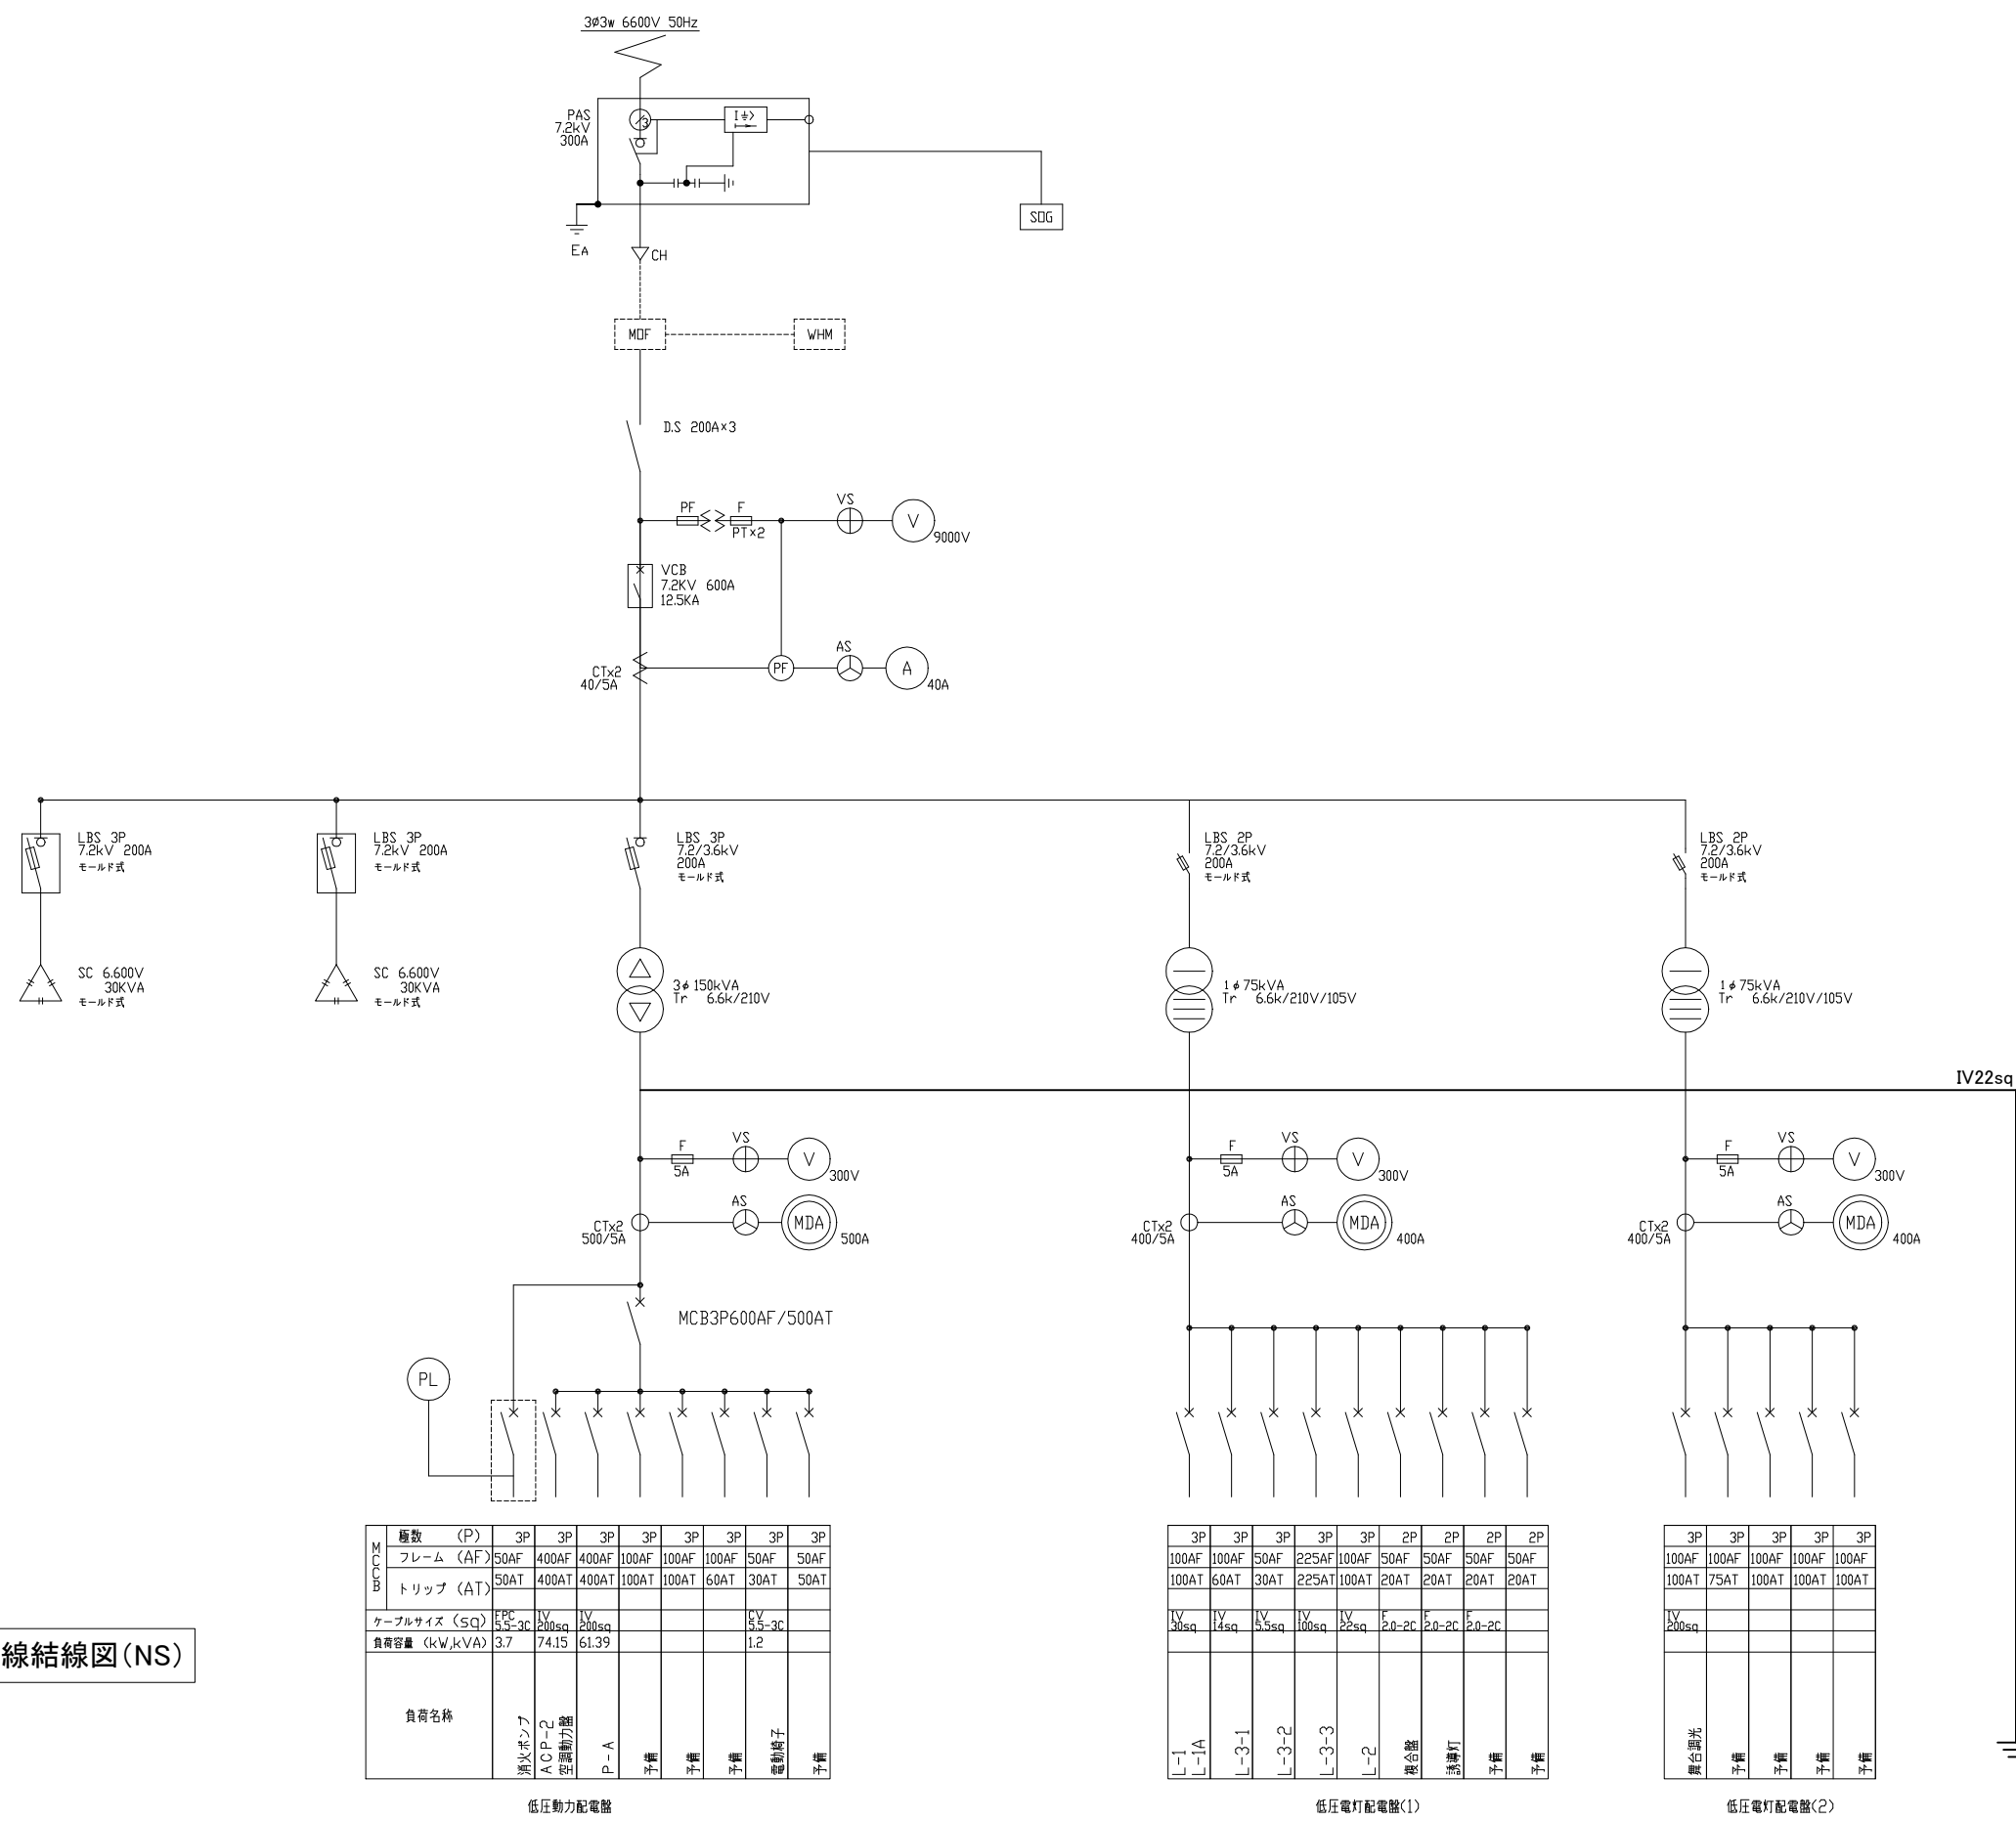 3φ3w 6600V 50Hz
PAS
7.2kV
300A
3
I >
SOG
EA
CH
MOF
WHM
D.S 200A×3
PF
F
PT×2
VS
V
9000V
VCB
7.2KV 600A
12.5KA
CTx2
40/5A
PF
AS
A
40A
LBS 3P
7.2kV 200A
モールド式
LBS 3P
7.2kV 200A
モールド式
LBS 3P
7.2/3.6kV
200A
モールド式
LBS 2P
7.2/3.6kV
200A
モールド式
LBS 2P
7.2/3.6kV
200A
モールド式
SC 6.600V
30KVA
モールド式
SC 6.600V
30KVA
モールド式
3φ150kVA
Tr 6.6k/210V
1φ75kVA
Tr 6.6k/210V/105V
1φ75kVA
Tr 6.6k/210V/105V
IV22sq
F
5A
VS
V
300V
CTx2
500/5A
AS
MDA
500A
F
5A
VS
V
300V
CTx2
400/5A
AS
MDA
400A
F
5A
VS
V
300V
CTx2
400/5A
AS
MDA
400A
MCB3P600AF/500AT
PL
MCCB
極数 (P) 3P 3P 3P 3P 3P 3P 3P 3P
フレーム (AF) 50AF 400AF 400AF 100AF 100AF 100AF 50AF 50AF
トリップ (AT) 50AT 400AT 400AT 100AT 100AT 60AT 30AT 50AT
ケーブルサイズ (sq) FPC 5.5-3C IV 200sq IV 200sq CV 5.5-3C
負荷容量 (kW,kVA) 3.7 74.15 61.39 1.2
負荷名称
消火ポンプ
ACP-2
空調動力盤
P-A
予備
予備
予備
電動椅子
予備
低圧動力配電盤
3P 3P 3P 3P 3P 2P 2P 2P 2P
100AF 100AF 50AF 225AF 100AF 50AF 50AF 50AF 50AF
100AT 60AT 30AT 225AT 100AT 20AT 20AT 20AT 20AT
IV 30sq IV 14sq IV 5.5sq IV 100sq IV 22sq F 2.0-2C F 2.0-2C F 2.0-2C
L-1
L-1A
L-3-1
L-3-2
L-3-3
L-2
複合盤
誘導灯
予備
予備
低圧電灯配電盤(1)
3P 3P 3P 3P 3P
100AF 100AF 100AF 100AF 100AF
100AT 75AT 100AT 100AT 100AT
IV 200sq
舞台調光
予備
予備
予備
予備
低圧電灯配電盤(2)
線結線図(NS)